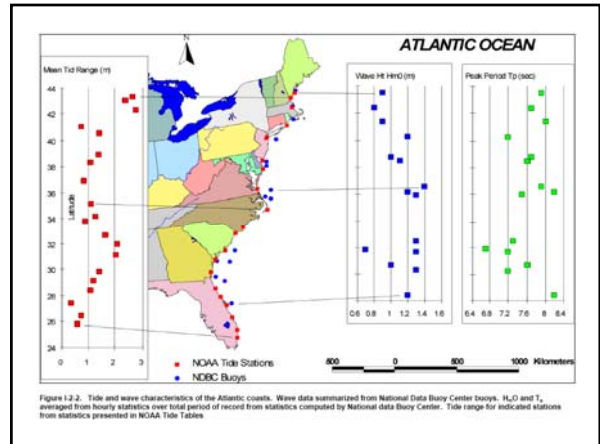 ATLANTIC OCEAN
N
Mean Tid Range (m)
44
42
40
38
36
34
32
30
28
26
24
Latitude
0 1 2 3
Wave Ht Hm0 (m)
0.6 0.8 1 1.2 1.4 1.6
Peak Period Tp (sec)
6.4 6.8 7.2 7.6 8 8.4
NOAA Tide Stations
NDBC Buoys
500 0 500 1000 Kilometers
Figure I-2-2. Tide and wave characteristics of the Atlantic coasts. Wave data summarized from National Data Buoy Center buoys. HₘO and Tₚ
averaged from hourly statistics over total period of record from statistics computed by National data Buoy Center. Tide range for indicated stations
from statistics presented in NOAA Tide Tables